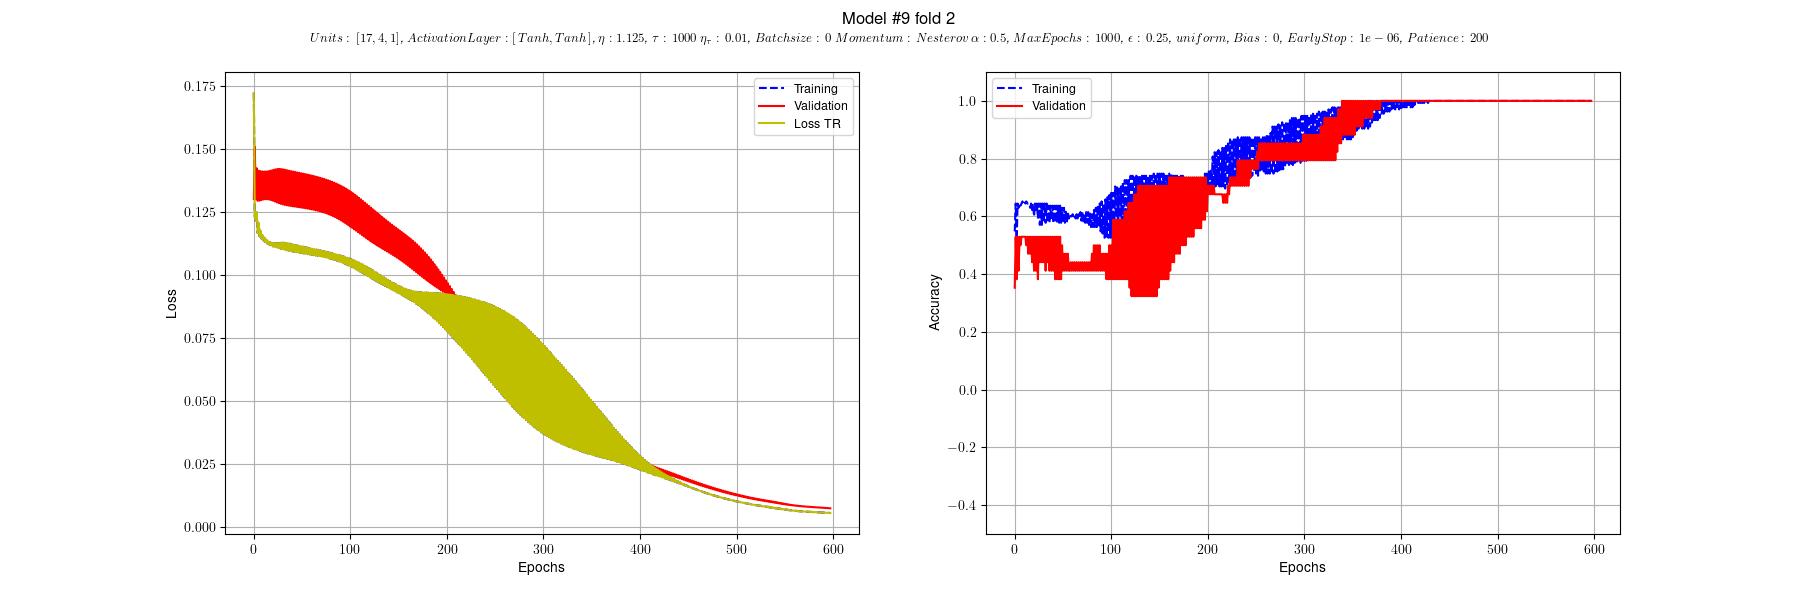 Model #9 fold 2
Units : [17, 4, 1], ActivationLayer : [Tanh, Tanh], η : 1.125, τ : 1000 ητ : 0.01, Batchsize : 0 Momentum : Nesterov α : 0.5, MaxEpochs : 1000, ϵ : 0.25, uniform, Bias : 0, EarlyStop : 1e − 06, Patience : 200
0.175
0.150
0.125
0.100
0.075
0.050
0.025
0.000
Loss
Training
Validation
Loss TR
0 100 200 300 400 500 600
Epochs
1.0
0.8
0.6
0.4
0.2
0.0
−0.2
−0.4
Accuracy
Training
Validation
0 100 200 300 400 500 600
Epochs